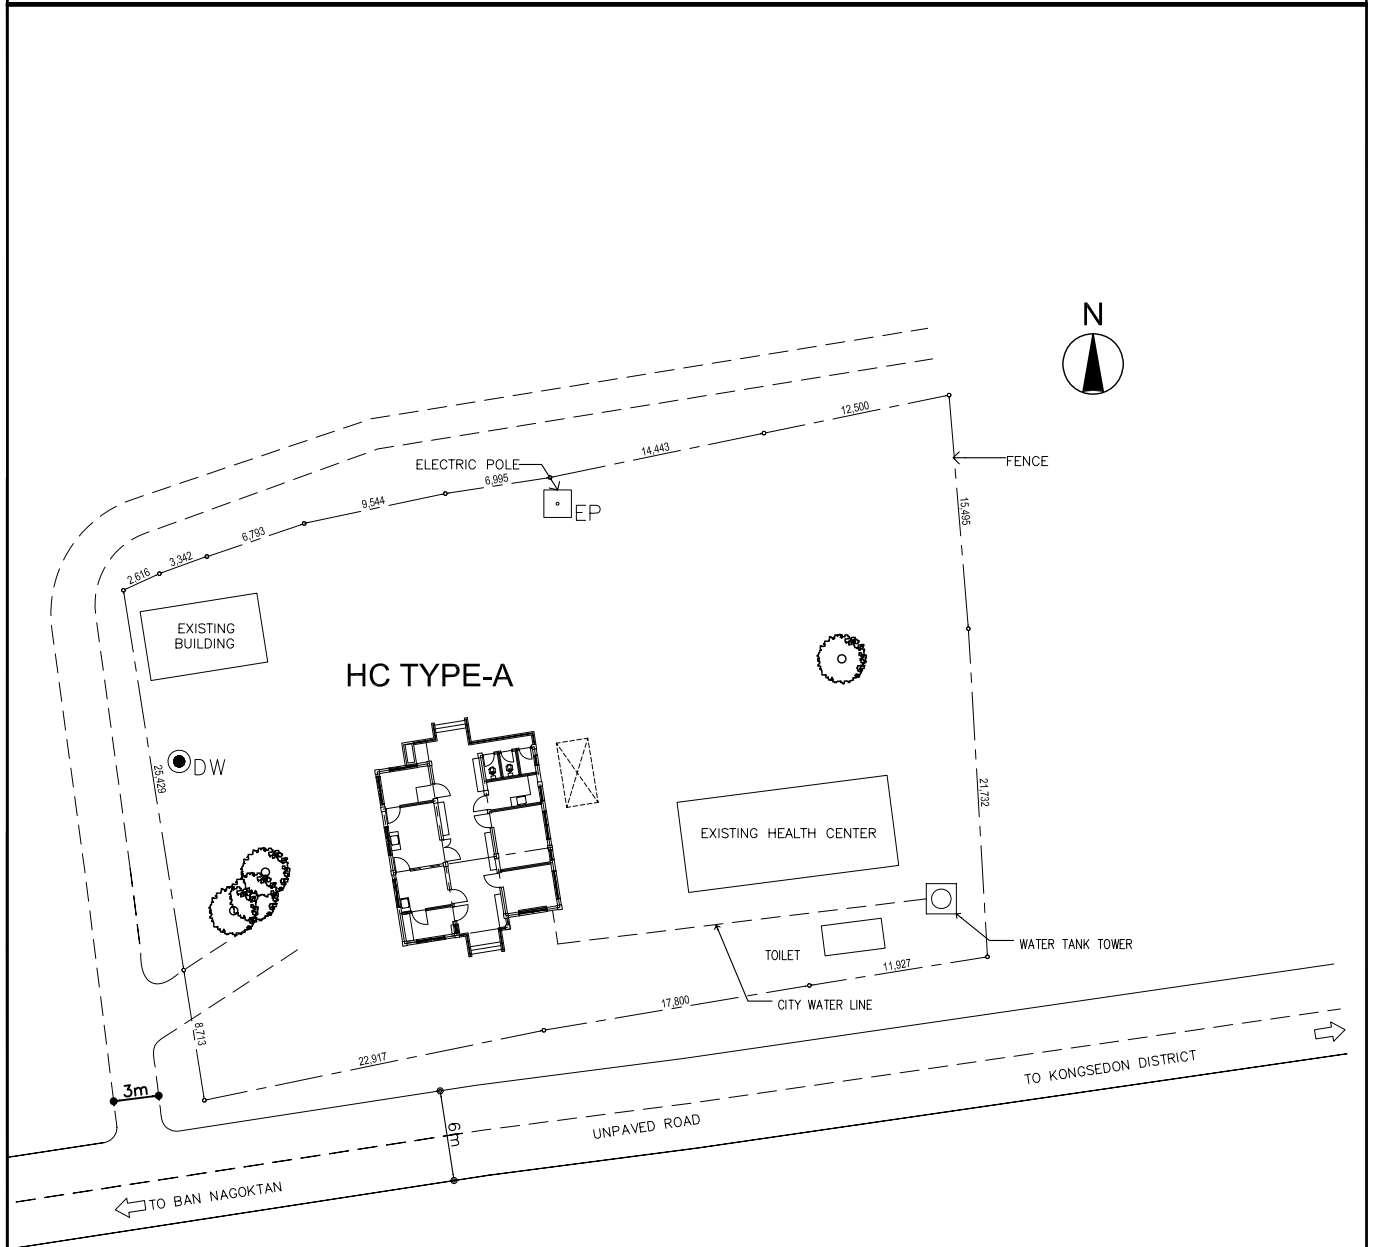 N
12,500
14,443
ELECTRIC POLE
FENCE
6,995
9,544
EP
15,495
6,793
3,342
2,616
EXISTING
BUILDING
HC TYPE-A
DW
25,429
21,732
EXISTING HEALTH CENTER
WATER TANK TOWER
TOILET
11,927
17,800
CITY WATER LINE
8,713
22,917
3m
6m
TO KONGSEDON DISTRICT
UNPAVED ROAD
TO BAN NAGOKTAN